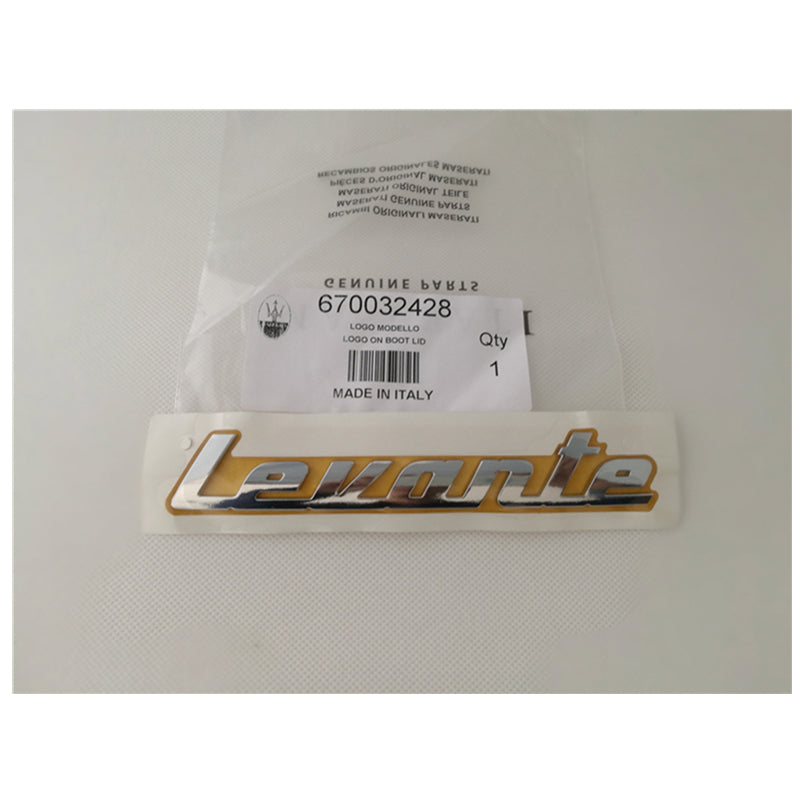 RECAMBIOS ORIGINALES MASERATI
PIÈCES D'ORIGINAL MASERATI
MASERATI ORIGINAL TEILE
MASERATI GENUINE PARTS
RICAMBI ORIGINALI MASERATI
GENUINE PARTS
670032428
LOGO MODELLO
LOGO ON BOOT LID
Qty
1
MADE IN ITALY
Levante